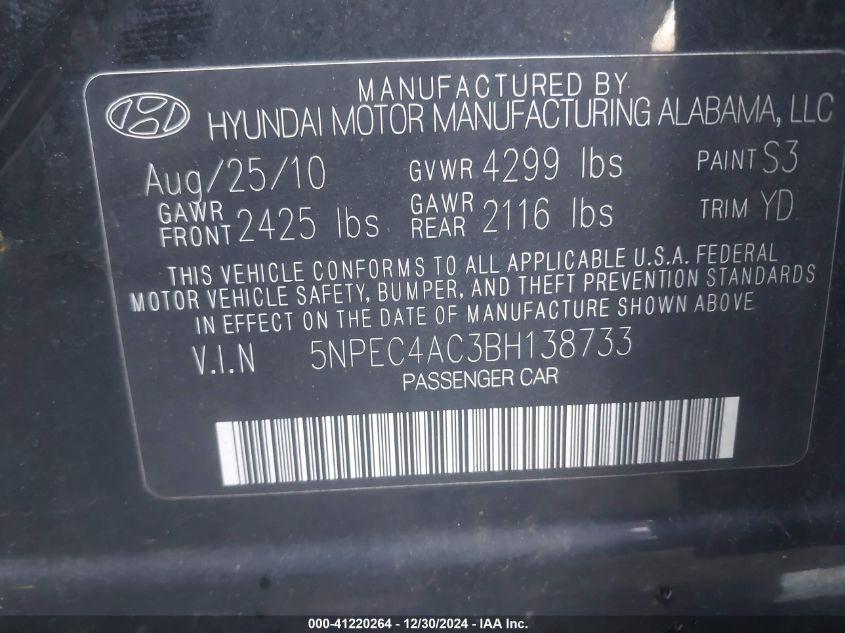 MANUFACTURED BY
HYUNDAI MOTOR MANUFACTURING ALABAMA, LLC
Aug/25/10 GVWR 4299 lbs PAINT S3
GAWR FRONT 2425 lbs GAWR REAR 2116 lbs TRIM YD
THIS VEHICLE CONFORMS TO ALL APPLICABLE U.S.A. FEDERAL
MOTOR VEHICLE SAFETY, BUMPER, AND THEFT PREVENTION STANDARDS
IN EFFECT ON THE DATE OF MANUFACTURE SHOWN ABOVE.
V.I.N 5NPEC4AC3BH138733
PASSENGER CAR
000-41220264 - 12/30/2024 - IAA Inc.